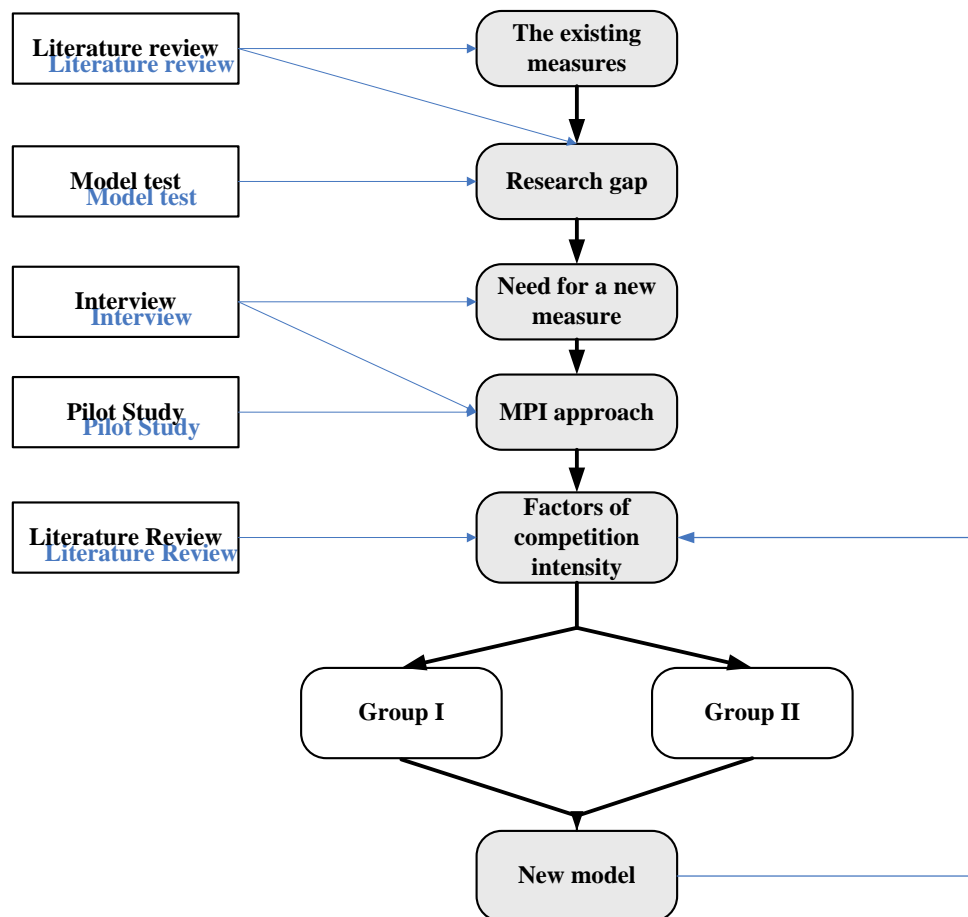 Literature review
Literature review
The existing
measures
Model test
Model test
Research gap
Interview
Interview
Need for a new
measure
Pilot Study
Pilot Study
MPI approach
Literature Review
Literature Review
Factors of
competition
intensity
Group I
Group II
New model